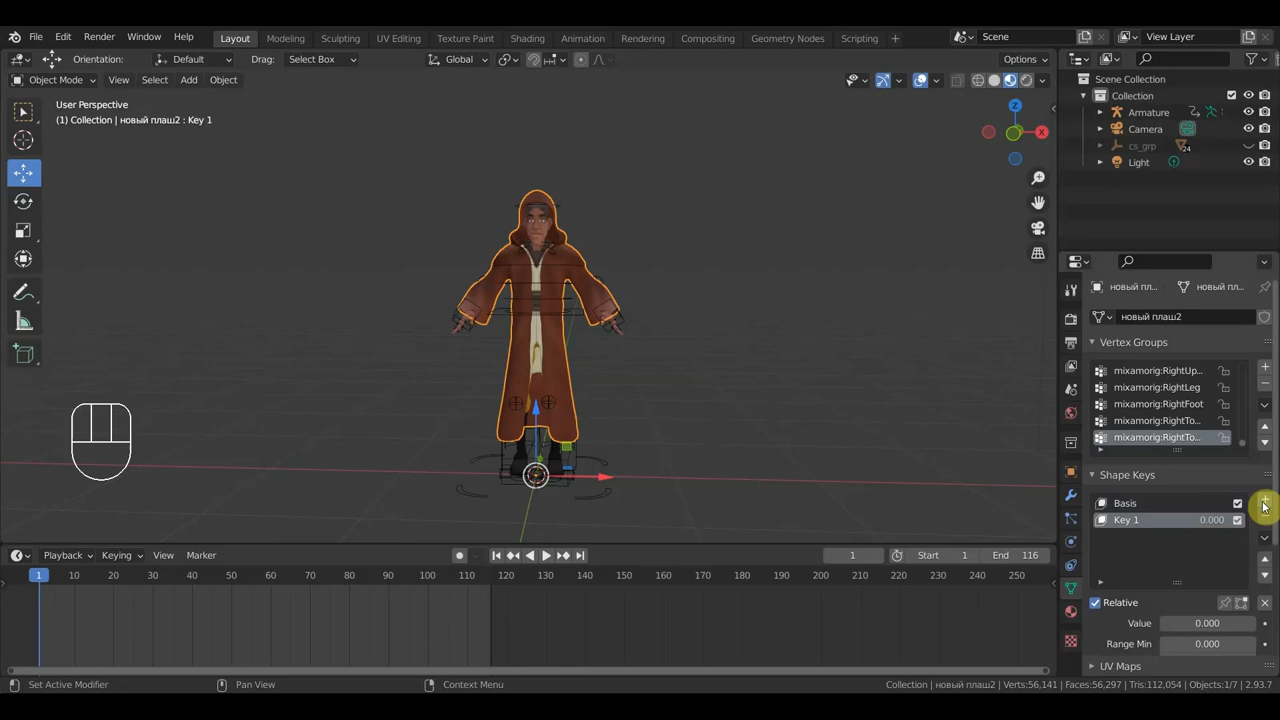 File Edit Render Window Help Layout Modeling Sculpting UV Editing Texture Paint Shading Animation Rendering Compositing Geometry Nodes Scripting + Scene View Layer
Orientation: Default Drag: Select Box Global Options
Object Mode View Select Add Object
Scene Collection
Collection
Armature
Camera
cs_grp 24
Light
User Perspective
(1) Collection | новый плащ2 : Key 1
Z
X
новый пл... новый пл...
новый плащ2
Vertex Groups
mixamorig:RightUp...
mixamorig:RightLeg
mixamorig:RightFoot
mixamorig:RightTo...
mixamorig:RightTo...
Shape Keys
Basis
Key 1 0.000
Relative
Value 0.000
Range Min 0.000
UV Maps
Playback Keying View Marker 1 Start 1 End 116
1 10 20 30 40 50 60 70 80 90 100 110 120 130 140 150 160 170 180 190 200 210 220 230 240 250
Set Active Modifier Pan View Context Menu Collection | новый плащ2 | Verts:56,141 | Faces:56,297 | Tris:112,054 | Objects:1/7 | 2.93.7